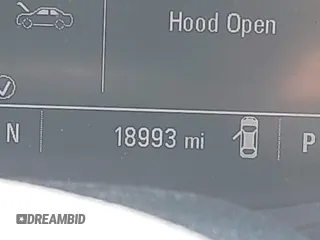 Hood Open
N 18993 mi P
DREAMBID